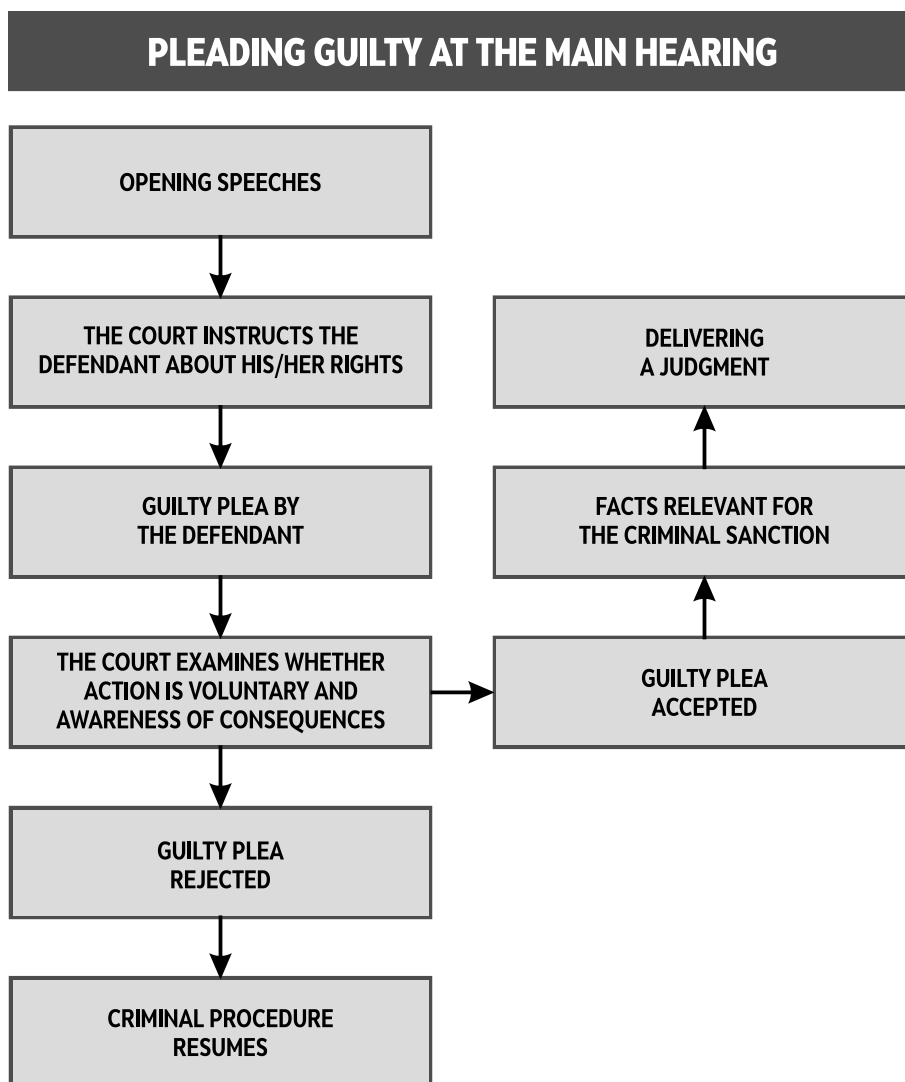 PLEADING GUILTY AT THE MAIN HEARING
OPENING SPEECHES
THE COURT INSTRUCTS THE
DEFENDANT ABOUT HIS/HER RIGHTS
GUILTY PLEA BY
THE DEFENDANT
THE COURT EXAMINES WHETHER
ACTION IS VOLUNTARY AND
AWARENESS OF CONSEQUENCES
GUILTY PLEA
REJECTED
CRIMINAL PROCEDURE
RESUMES
GUILTY PLEA
ACCEPTED
FACTS RELEVANT FOR
THE CRIMINAL SANCTION
DELIVERING
A JUDGMENT